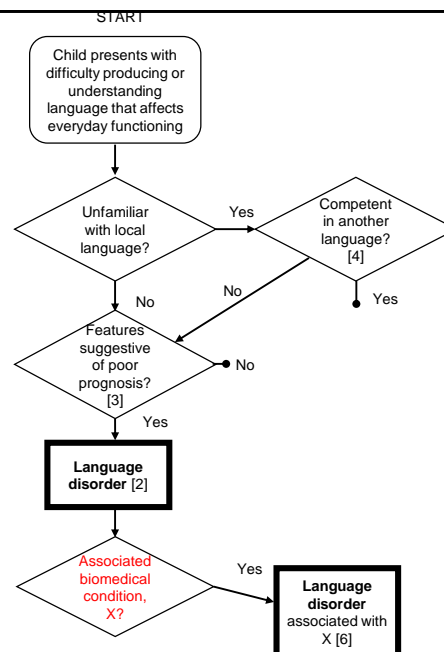 START
Child presents with
difficulty producing or
understanding
language that affects
everyday functioning
Unfamiliar
with local
language?
Yes
Competent
in another
language?
[4]
No
No
Yes
Features
suggestive
of poor
prognosis?
[3]
No
Yes
Language
disorder [2]
Associated
biomedical
condition,
X?
Yes
Language
disorder
associated with
X [6]